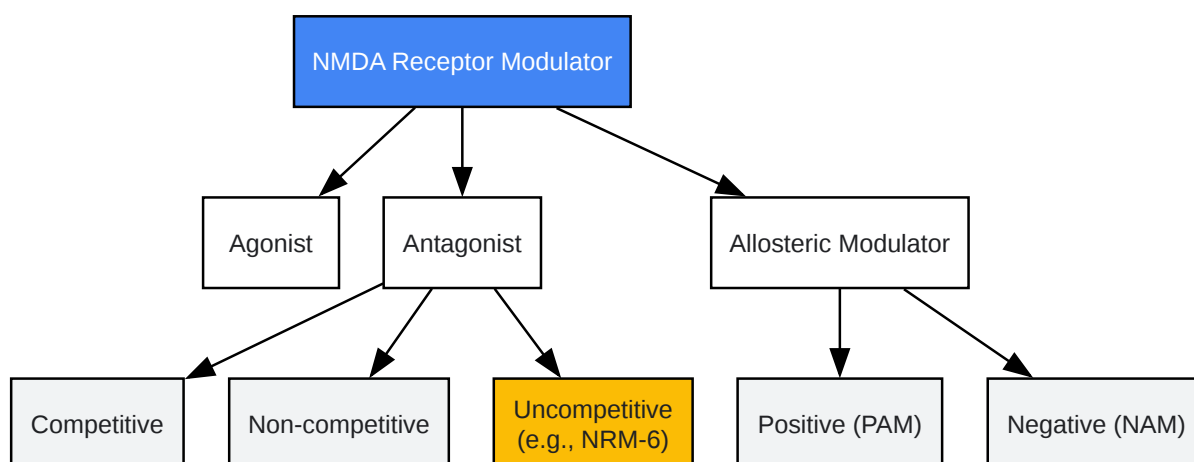 NMDA Receptor Modulator
Agonist
Antagonist
Allosteric Modulator
Competitive
Non-competitive
Uncompetitive
(e.g., NRM-6)
Positive (PAM)
Negative (NAM)